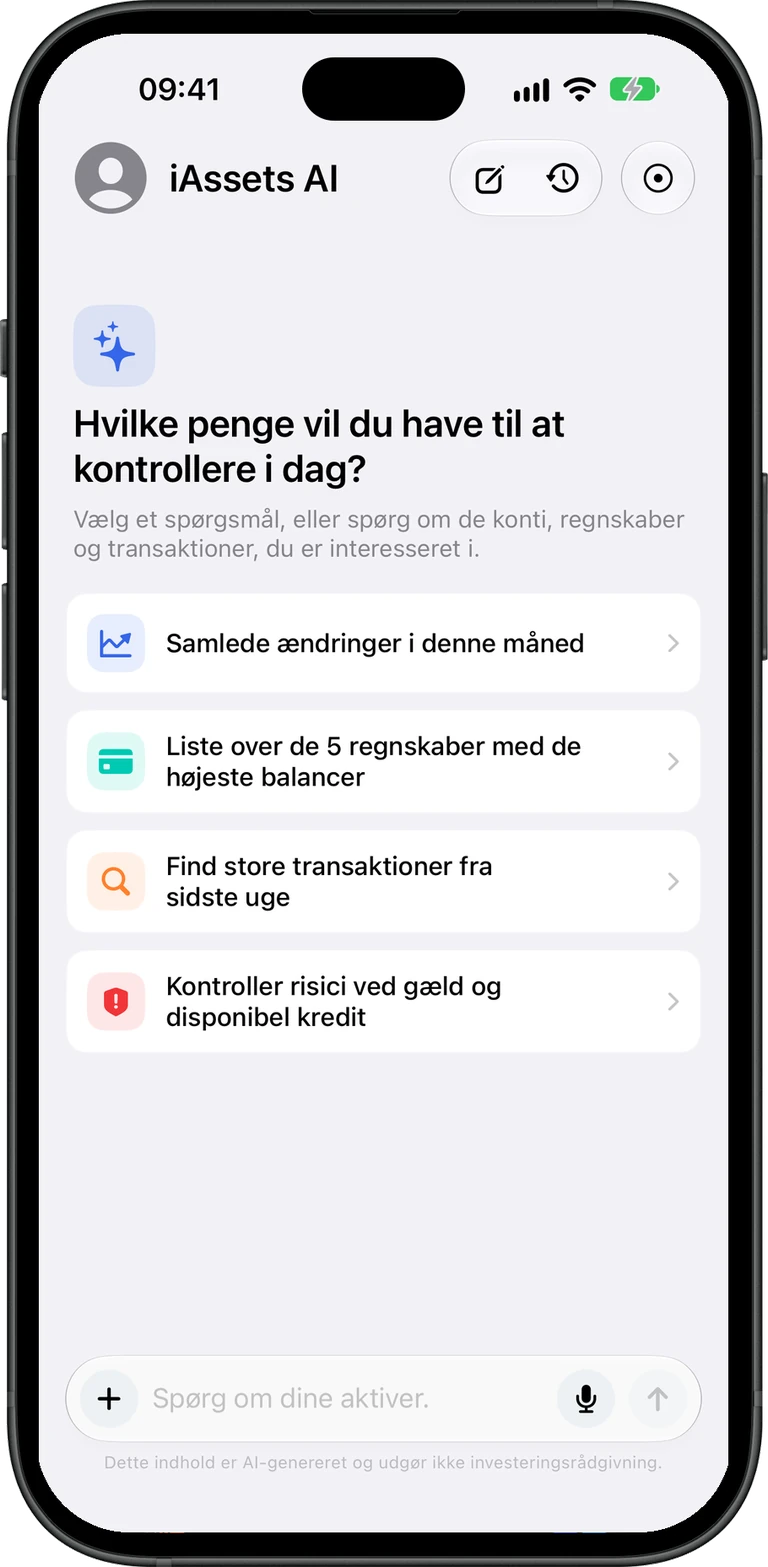 09:41
iAssets AI
Hvilke penge vil du have til at
kontrollere i dag?
Vælg et spørgsmål, eller spørg om de konti, regnskaber
og transaktioner, du er interesseret i.
Samlede ændringer i denne måned
Liste over de 5 regnskaber med de
højeste balancer
Find store transaktioner fra
sidste uge
Kontroller risici ved gæld og
disponibel kredit
Spørg om dine aktiver.
Dette indhold er AI-genereret og udgør ikke investeringsrådgivning.